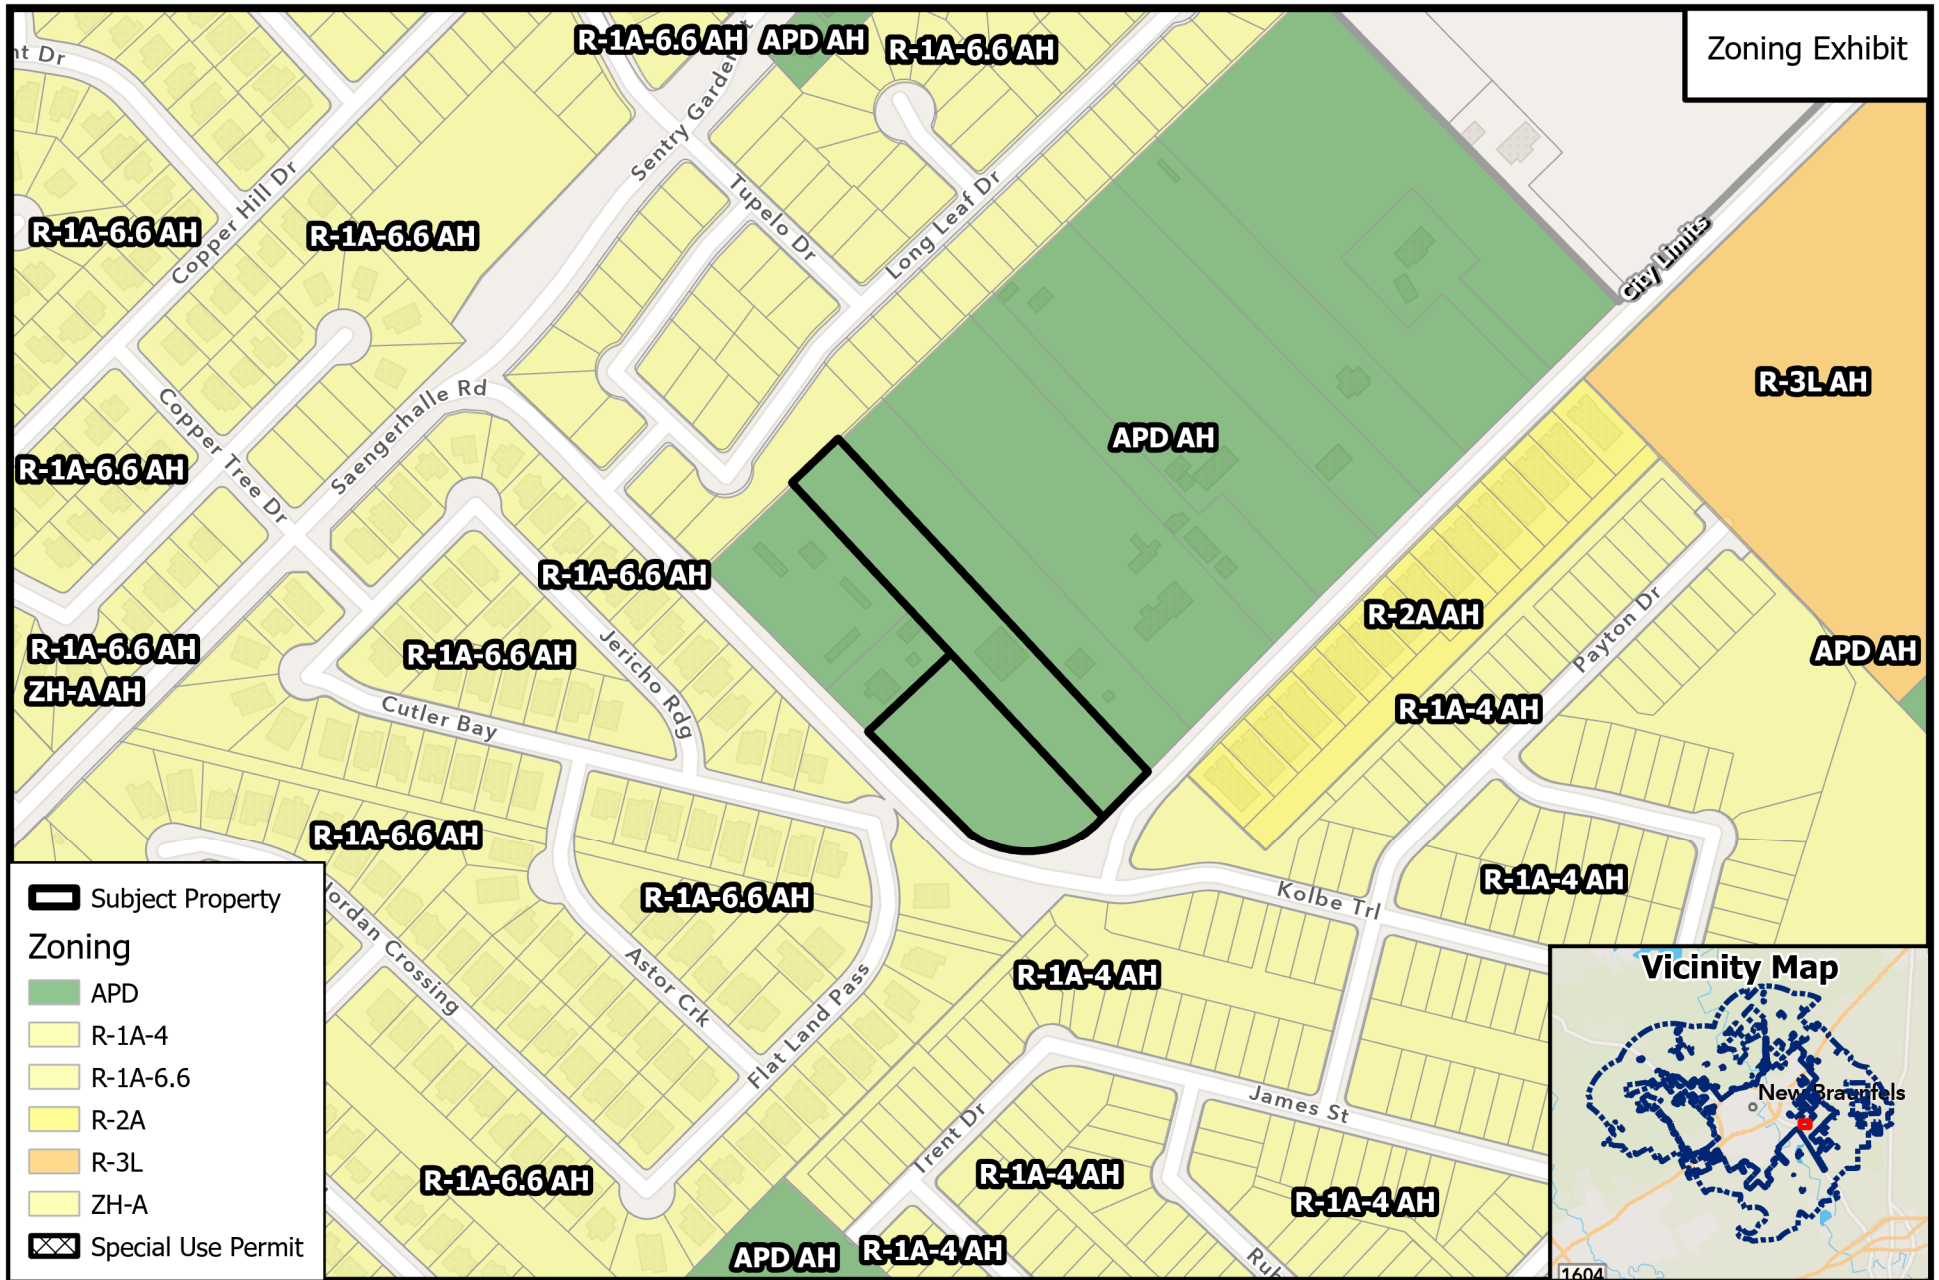 Zoning Exhibit
R-1A-6.6 AH
APD AH
R-1A-6.6 AH
nt Dr
Sentry Garden
Copper Hill Dr
Tupelo Dr
Long Leaf Dr
R-1A-6.6 AH
R-1A-6.6 AH
City Limits
R-3L AH
Saengerhalle Rd
Copper Tree Dr
APD AH
R-1A-6.6 AH
R-1A-6.6 AH
R-2A AH
Payton Dr
R-1A-6.6 AH
ZH-A AH
R-1A-6.6 AH
Jericho Rdg
APD AH
Cutler Bay
R-1A-4 AH
R-1A-6.6 AH
R-1A-6.6 AH
Kolbe Trl
R-1A-4 AH
Jordan Crossing
Astor Crk
Flat Land Pass
R-1A-4 AH
James St
Trent Dr
R-1A-6.6 AH
R-1A-4 AH
R-1A-4 AH
APD AH
R-1A-4 AH
Rub
Subject Property
Zoning
APD
R-1A-4
R-1A-6.6
R-2A
R-3L
ZH-A
Special Use Permit
Vicinity Map
New Braunfels
1604